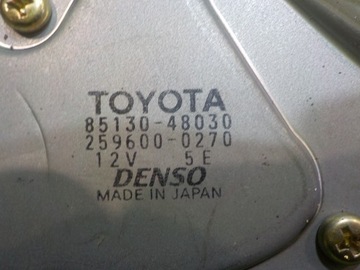 TOYOTA
85130-48030
259600-0270
12V 5E
DENSO
MADE IN JAPAN